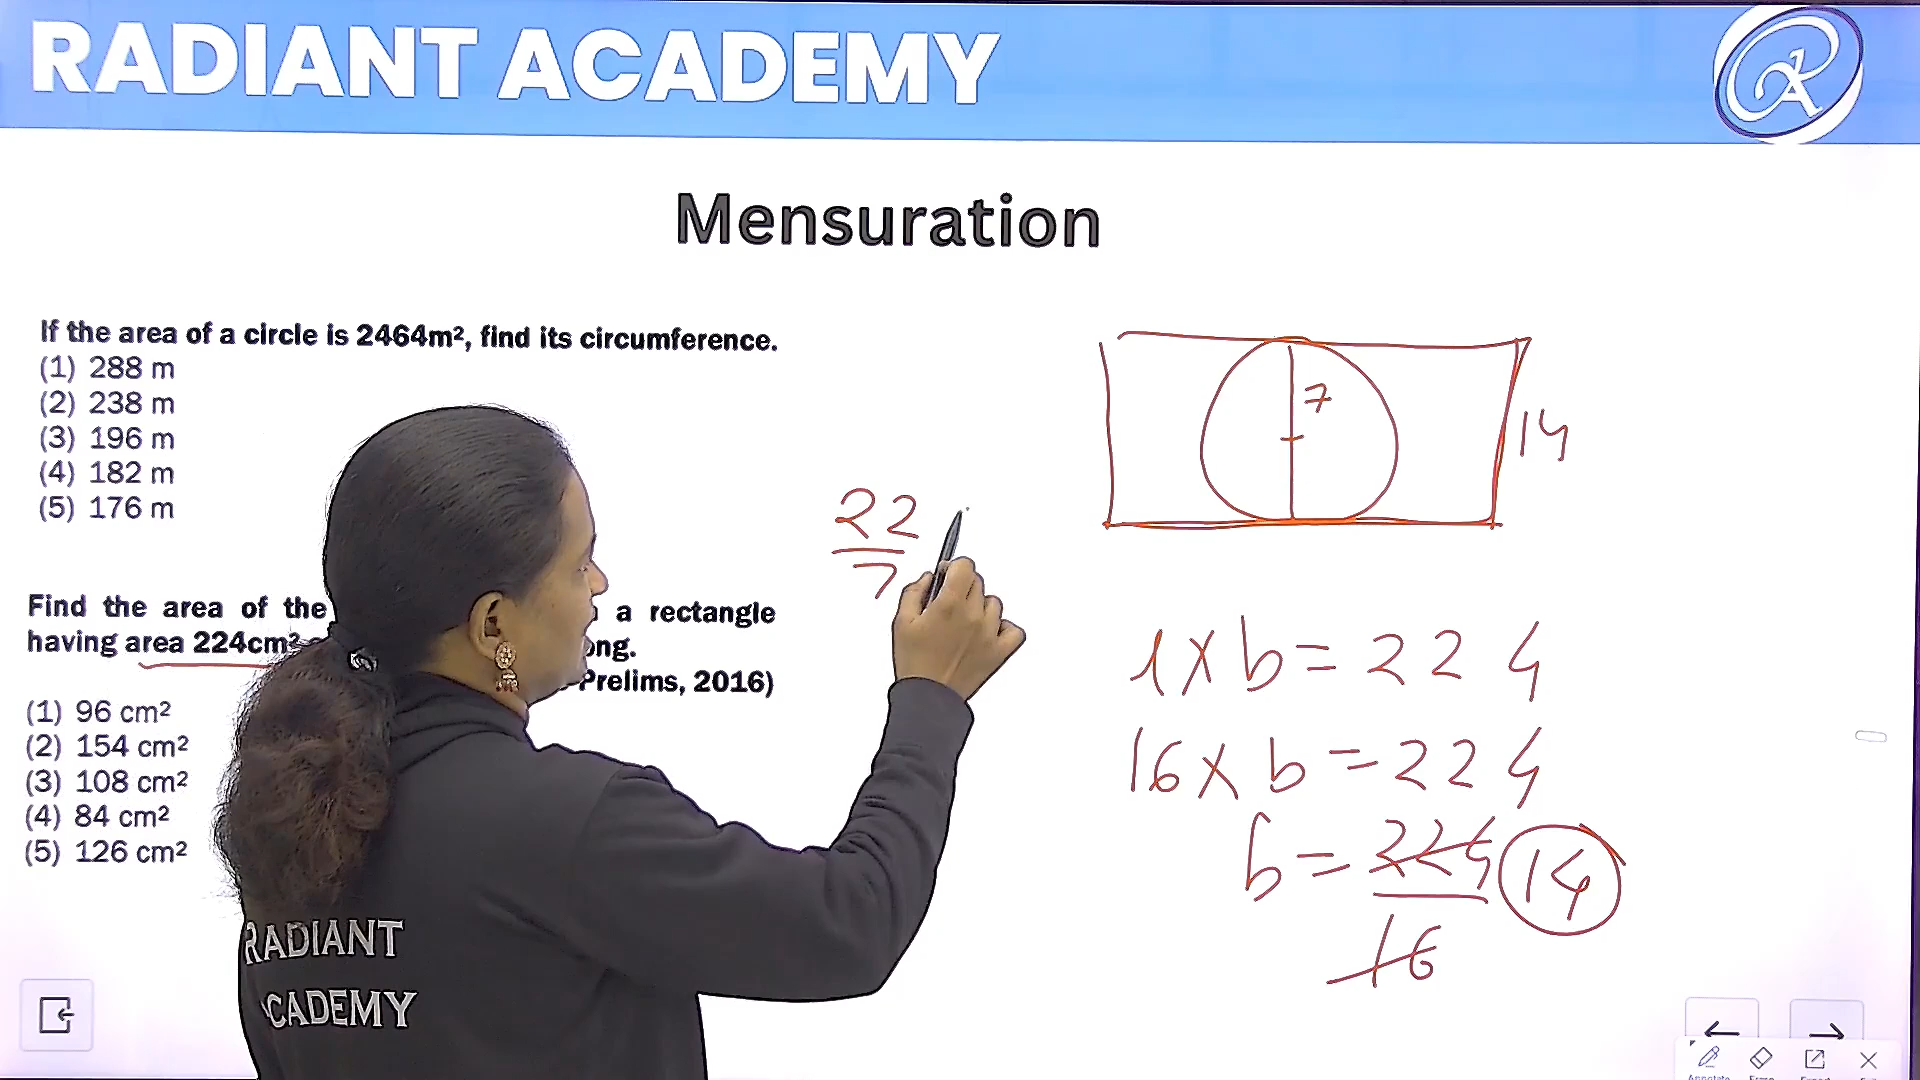 RADIANT ACADEMY
Mensuration
If the area of a circle is 2464m², find its circumference.
(1) 288 m
(2) 238 m
(3) 196 m
(4) 182 m
(5) 176 m
Find the area of the a rectangle
having area 224cm²
Prelims, 2016)
(1) 96 cm²
(2) 154 cm²
(3) 108 cm²
(4) 84 cm²
(5) 126 cm²
22
7
7
14
l x b = 224
16 x b = 224
b = 224 14
16
RADIANT
ACADEMY
Annotate